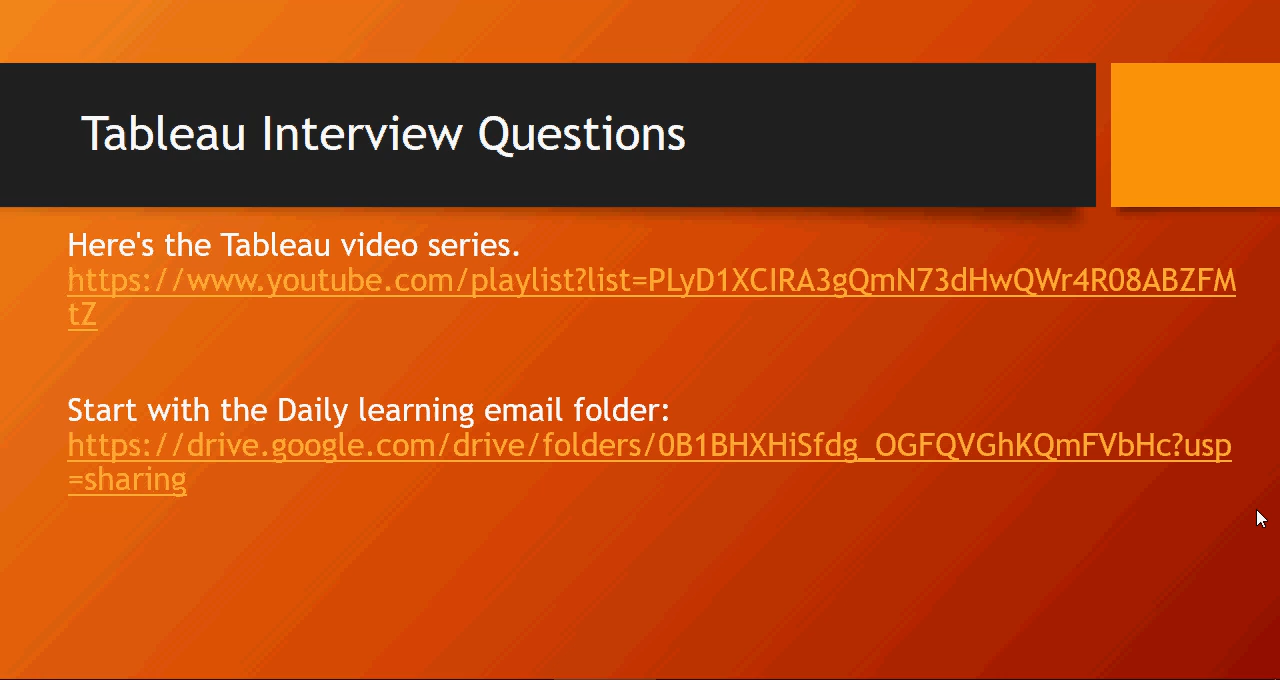 Tableau Interview Questions
Here's the Tableau video series.
https://www.youtube.com/playlist?list=PLyD1XCIRA3gQmN73dHwQWr4R08ABZFM
tZ
Start with the Daily learning email folder:
https://drive.google.com/drive/folders/0B1BHXHiSfdg_OGFQVGhKQmFVbHc?usp
=sharing